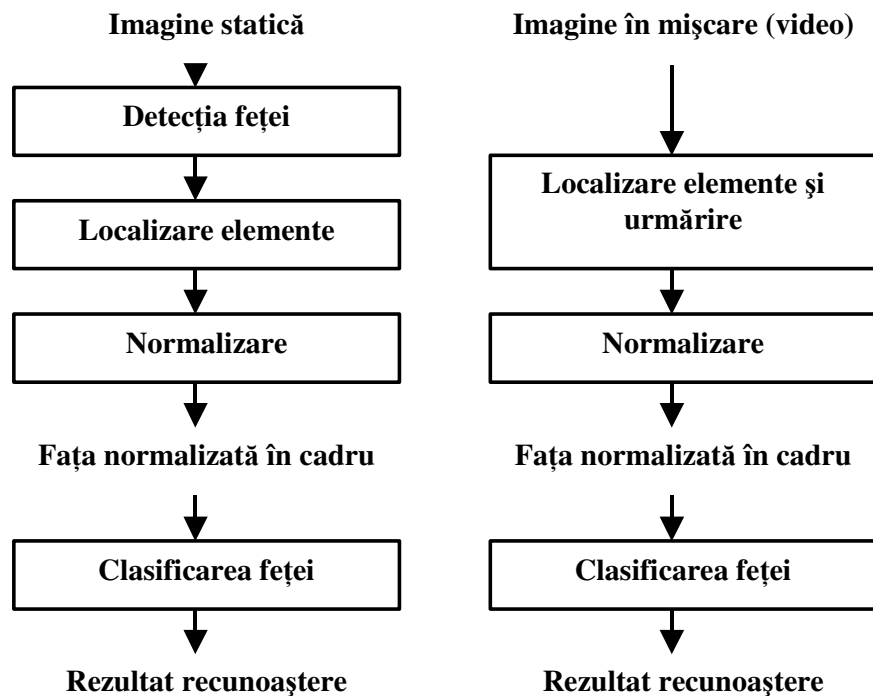 Imagine statică
Detecția feței
Localizare elemente
Normalizare
Fața normalizată în cadru
Clasificarea feței
Rezultat recunoaştere
Imagine în mişcare (video)
Localizare elemente şi
urmărire
Normalizare
Fața normalizată în cadru
Clasificarea feței
Rezultat recunoaştere